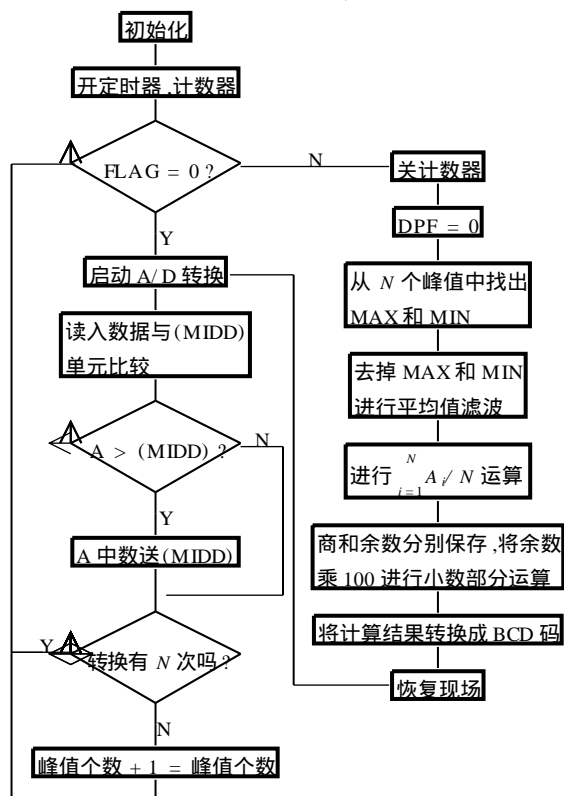 初始化
开定时器,计数器
FLAG = 0 ?
N
Y
启动 A/D 转换
读入数据与(MIDD)
单元比较
A > (MIDD) ?
N
Y
A 中数送(MIDD)
转换有 N 次吗?
Y
N
峰值个数 + 1 = 峰值个数
关计数器
DPF = 0
从 N 个峰值中找出
MAX 和 MIN
去掉 MAX 和 MIN
进行平均值滤波
进行 N i=1 Ai/N 运算
商和余数分别保存,将余数
乘 100 进行小数部分运算
将计算结果转换成 BCD 码
恢复现场